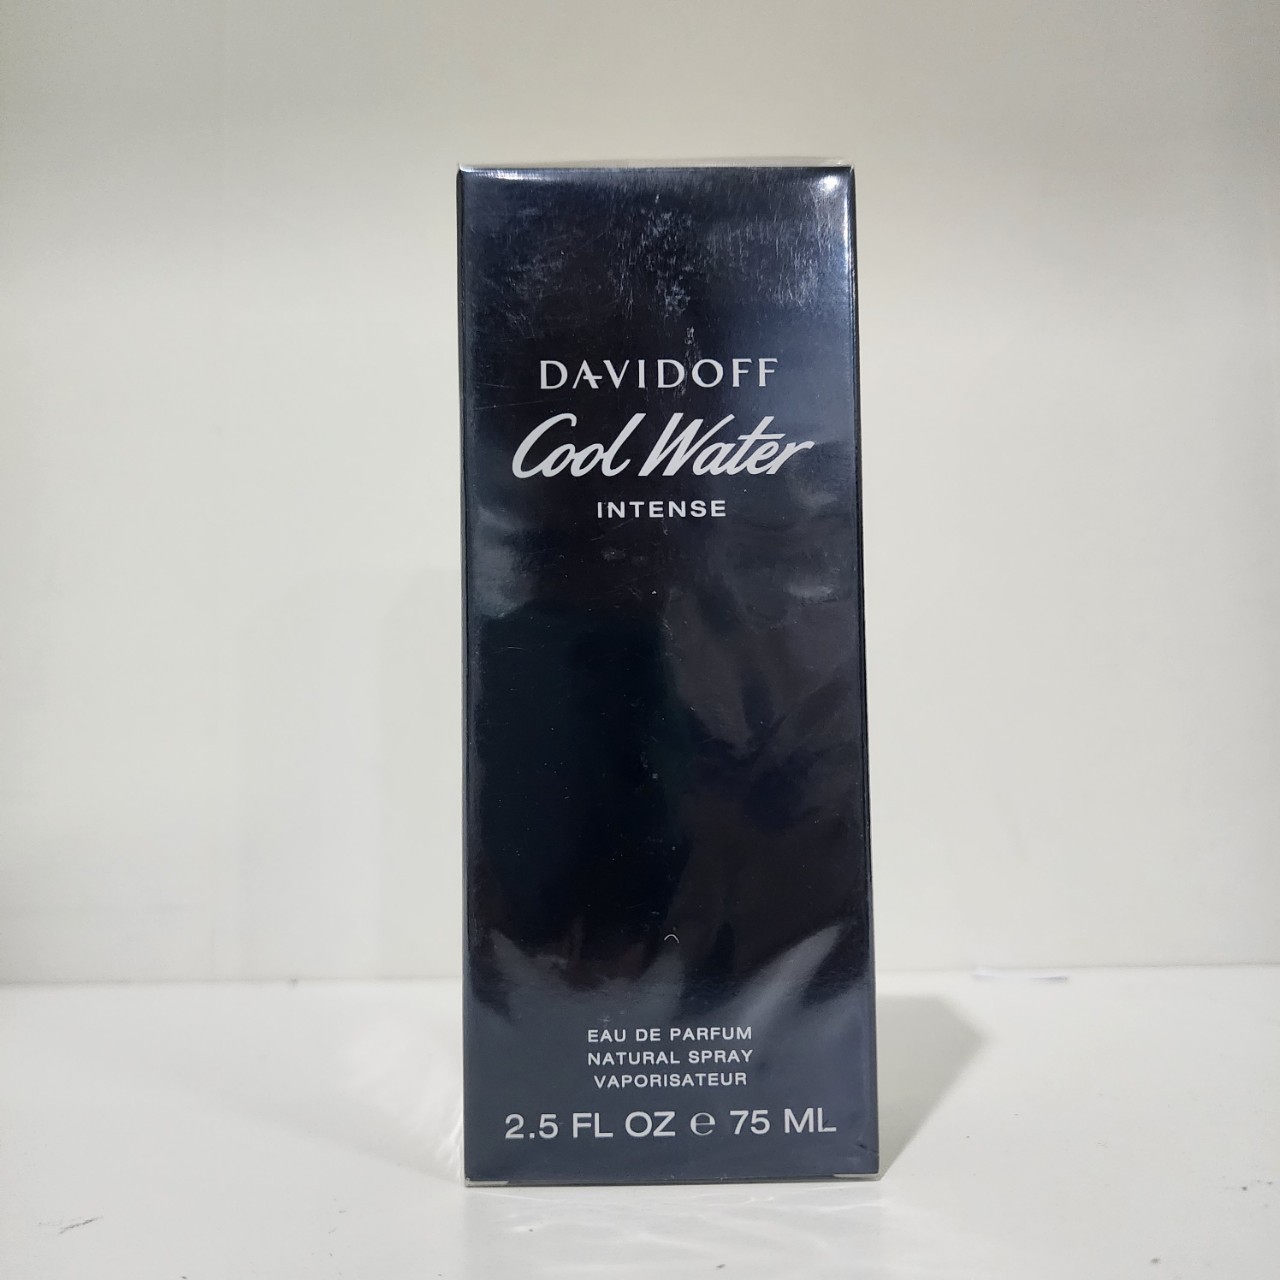 DAVIDOFF
Cool Water
INTENSE
EAU DE PARFUM
NATURAL SPRAY
VAPORISATEUR
2.5 FL OZ ℮ 75 ML